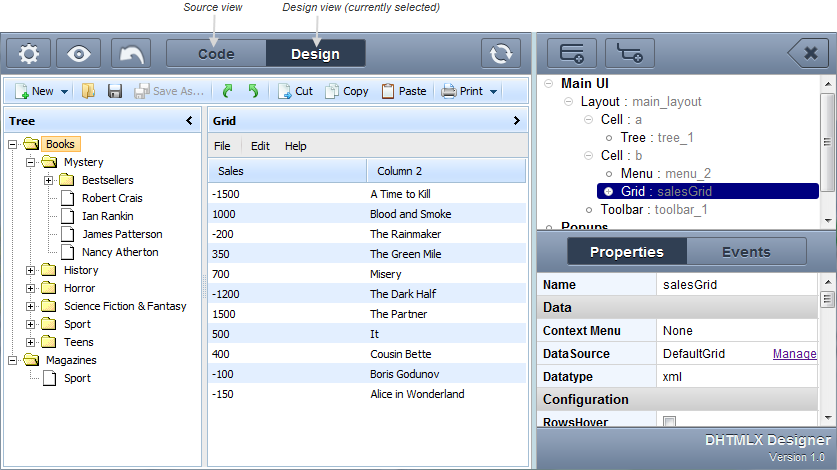 Source view
Design view (currently selected)
Code
Design
New
Save As...
Cut
Copy
Paste
Print
Tree
Books
Mystery
Bestsellers
Robert Crais
Ian Rankin
James Patterson
Nancy Atherton
History
Horror
Science Fiction & Fantasy
Sport
Teens
Magazines
Sport
Grid
File Edit Help
Sales Column 2
-1500 A Time to Kill
1000 Blood and Smoke
-200 The Rainmaker
350 The Green Mile
700 Misery
-1200 The Dark Half
1500 The Partner
500 It
400 Cousin Bette
-100 Boris Godunov
-150 Alice in Wonderland
Main UI
Layout : main_layout
Cell : a
Tree : tree_1
Cell : b
Menu : menu_2
Grid : salesGrid
Toolbar : toolbar_1
Popups
Properties
Events
Name salesGrid
Data
Context Menu None
DataSource DefaultGrid Manage
Datatype xml
Configuration
RowsHover
DHTMLX Designer
Version 1.0